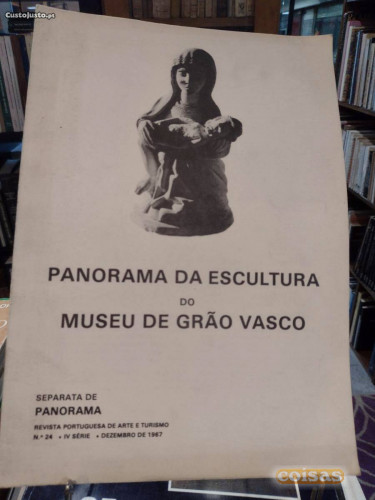 CustoJusto.pt
PANORAMA DA ESCULTURA
DO
MUSEU DE GRÃO VASCO
SEPARATA DE
PANORAMA
REVISTA PORTUGUESA DE ARTE E TURISMO
N.º 24 • IV SÉRIE • DEZEMBRO DE 1967
coisas